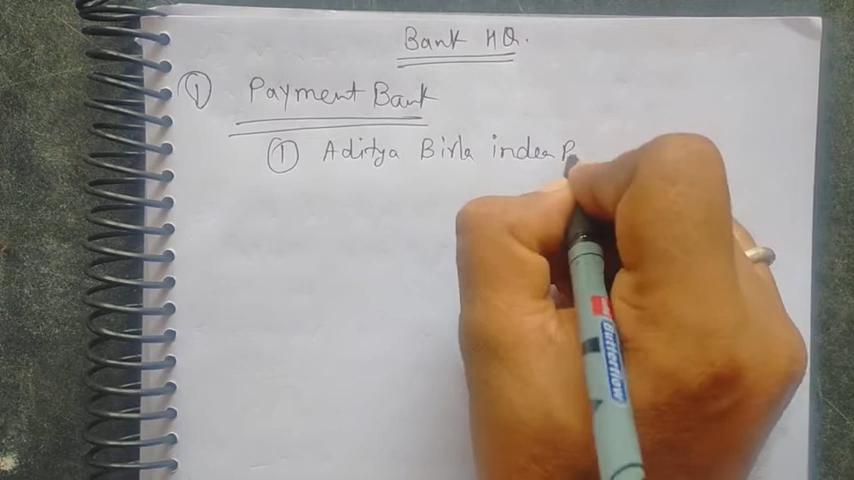 Bank HQ.
① Payment Bank
① Aditya Birla indea P
Butterflow